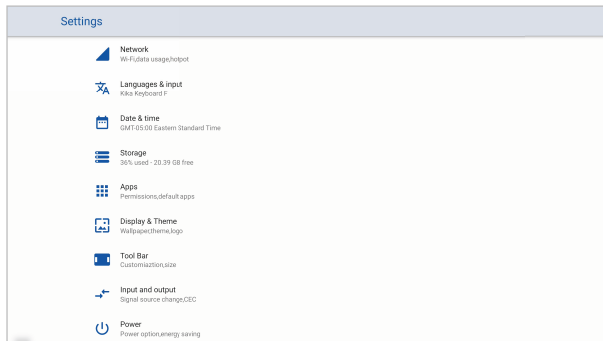 Settings
Network
Wi-Fi,data usage,hotpot
Languages & input
Kika Keyboard F
Date & time
GMT-05:00 Eastern Standard Time
Storage
36% used - 20.39 GB free
Apps
Permissions,default apps
Display & Theme
Wallpaper,theme,logo
Tool Bar
Customiaztion,size
Input and output
Signal source change,CEC
Power
Power option,energy saving